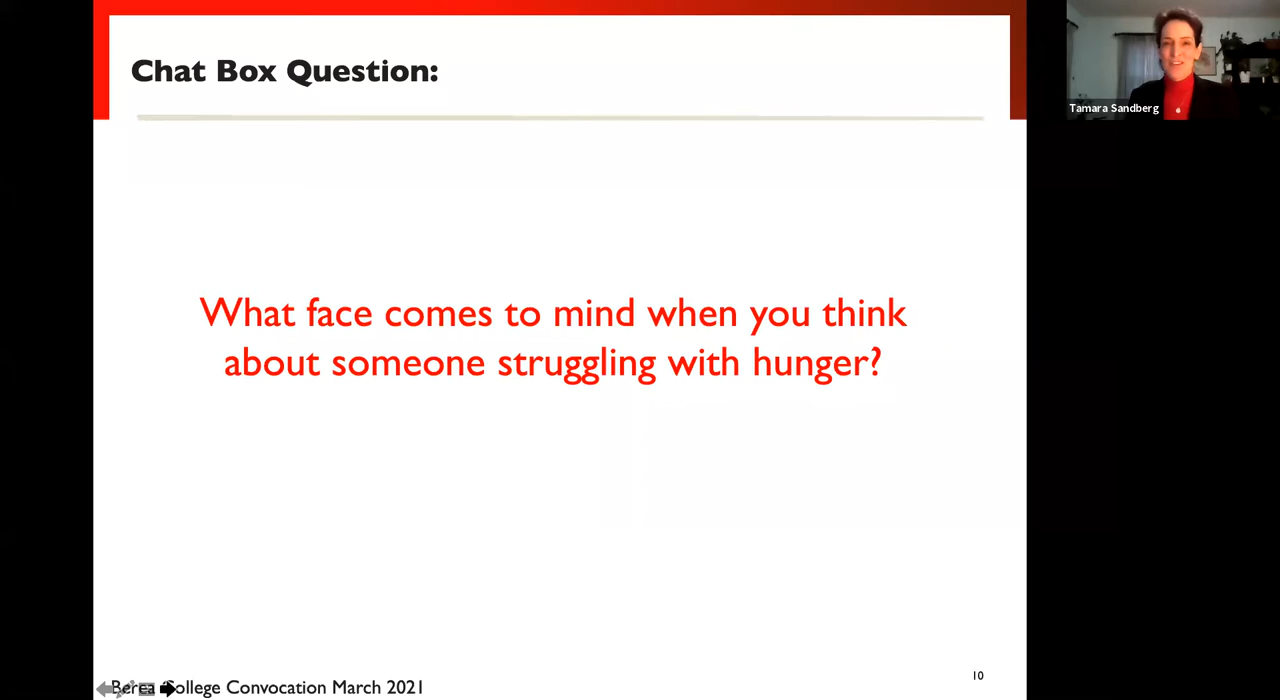 Chat Box Question:
Tamara Sandberg
What face comes to mind when you think
about someone struggling with hunger?
10
Berea College Convocation March 2021